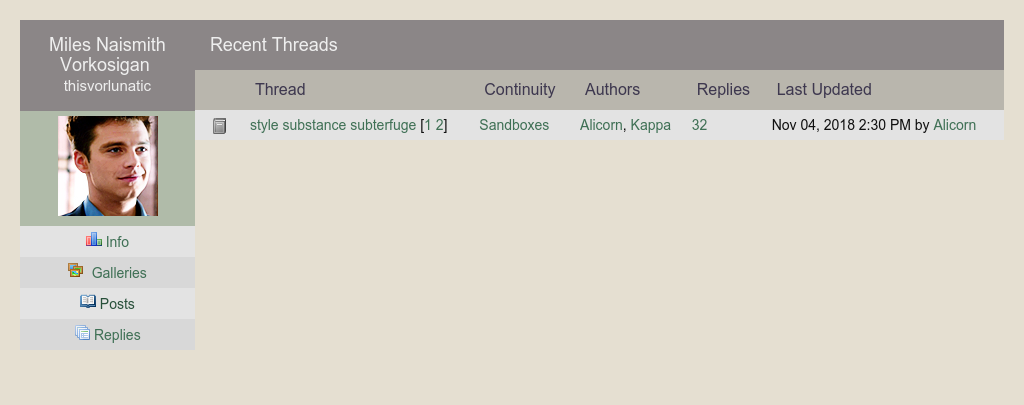 Miles Naismith
Vorkosigan
thisvorlunatic
Info
Galleries
Posts
Replies
Recent Threads
Thread Continuity Authors Replies Last Updated
style substance subterfuge [1 2] Sandboxes Alicorn, Kappa 32 Nov 04, 2018 2:30 PM by Alicorn